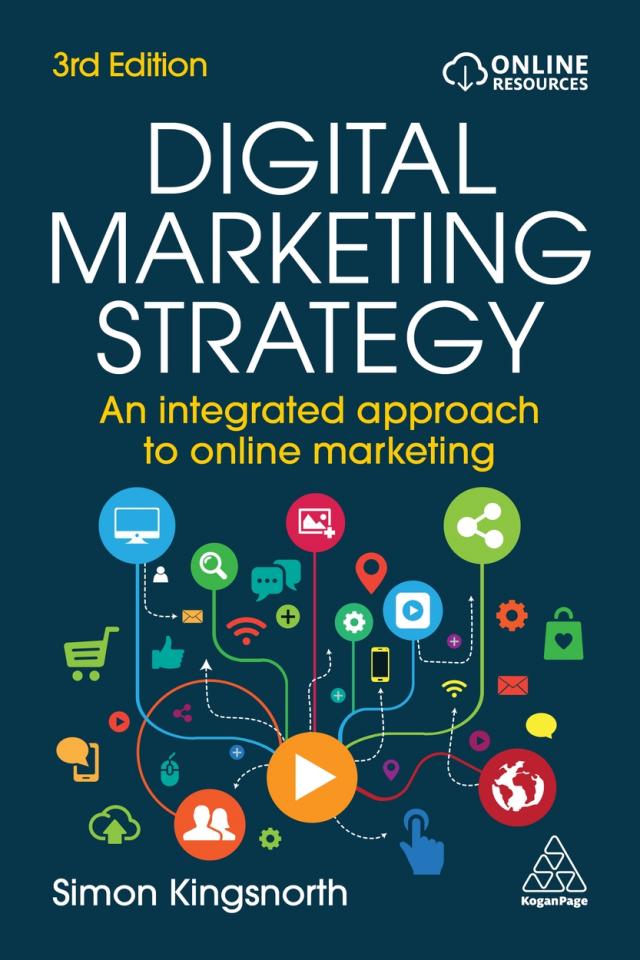 3rd Edition
ONLINE
RESOURCES
DIGITAL
MARKETING
STRATEGY
An integrated approach
to online marketing
Simon Kingsnorth
KoganPage